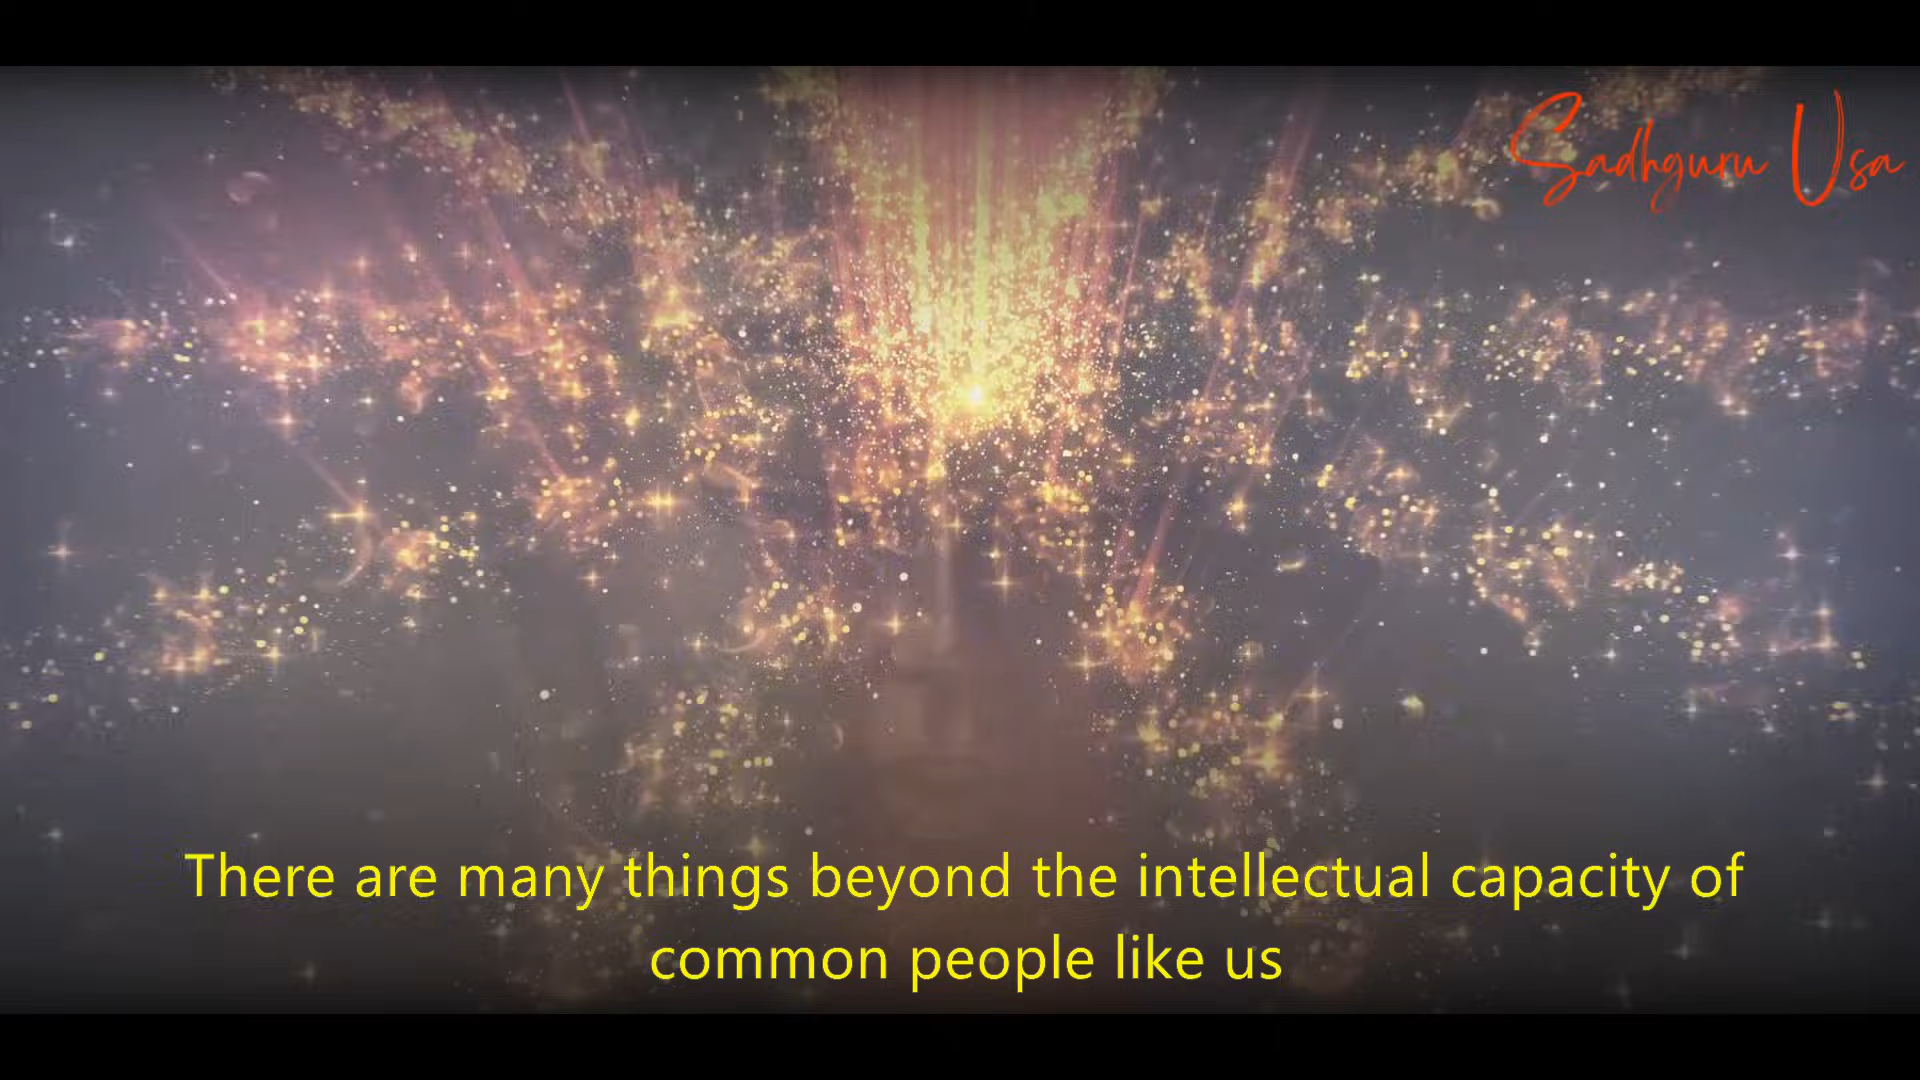 Sadhguru Usa
There are many things beyond the intellectual capacity of
common people like us